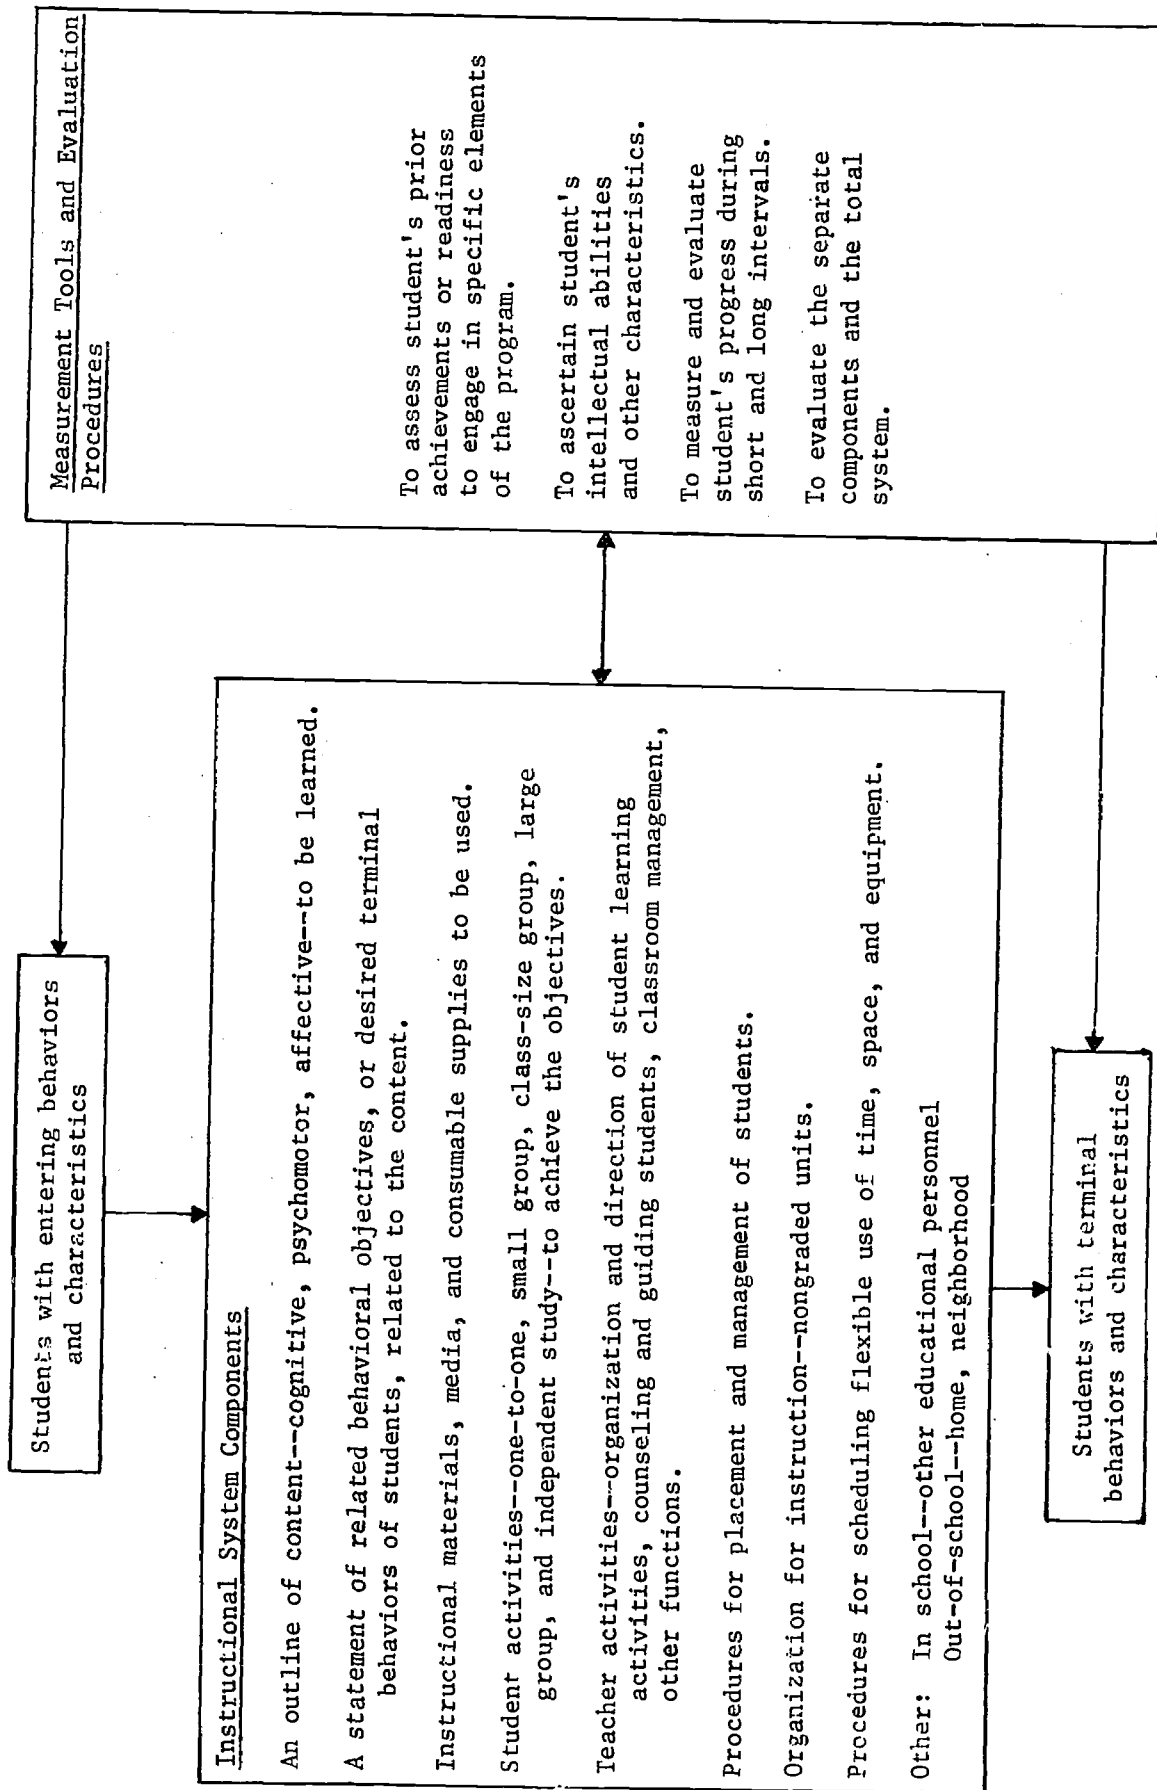 Students with entering behaviors
and characteristics
Instructional System Components
An outline of content--cognitive, psychomotor, affective--to be learned.
A statement of related behavioral objectives, or desired terminal
behaviors of students, related to the content.
Instructional materials, media, and consumable supplies to be used.
Student activities--one-to-one, small group, class-size group, large
group, and independent study--to achieve the objectives.
Teacher activities--organization and direction of student learning
activities, counseling and guiding students, classroom management,
other functions.
Procedures for placement and management of students.
Organization for instruction--nongraded units.
Procedures for scheduling flexible use of time, space, and equipment.
Other: In school--other educational personnel
Out-of-school--home, neighborhood
Students with terminal
behaviors and characteristics
Measurement Tools and Evaluation
Procedures
To assess student's prior
achievements or readiness
to engage in specific elements
of the program.
To ascertain student's
intellectual abilities
and other characteristics.
To measure and evaluate
student's progress during
short and long intervals.
To evaluate the separate
components and the total
system.